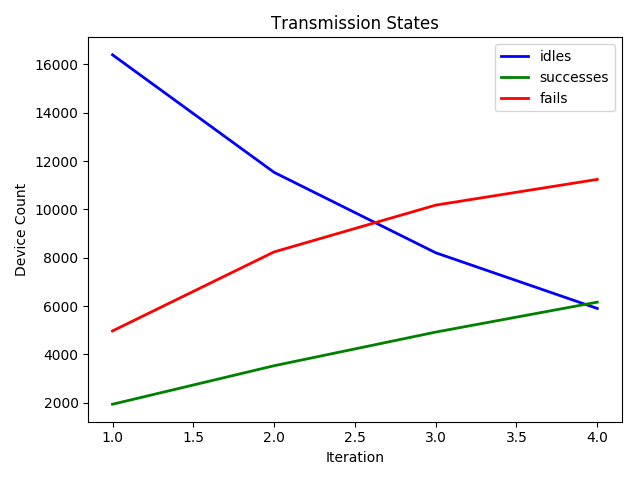 Transmission States
idles
successes
fails
Device Count
16000
14000
12000
10000
8000
6000
4000
2000
1.0 1.5 2.0 2.5 3.0 3.5 4.0
Iteration